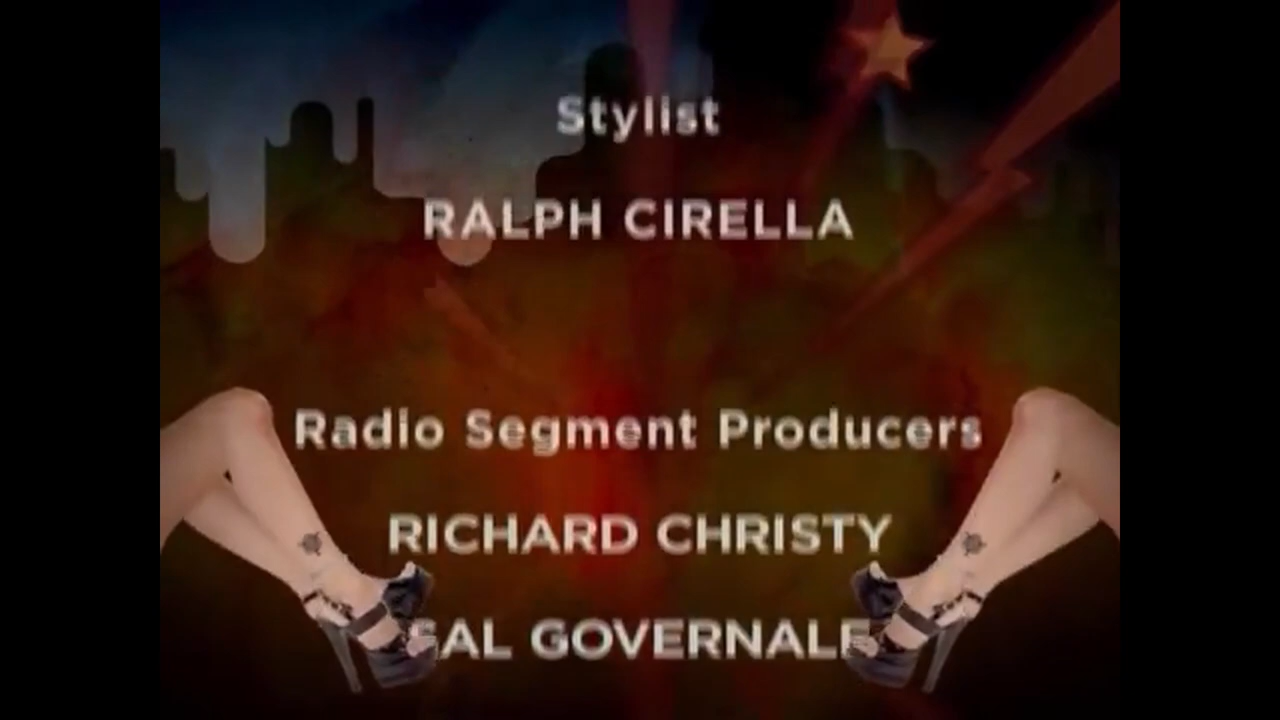 Stylist
RALPH CIRELLA
Radio Segment Producers
RICHARD CHRISTY
SAL GOVERNALE